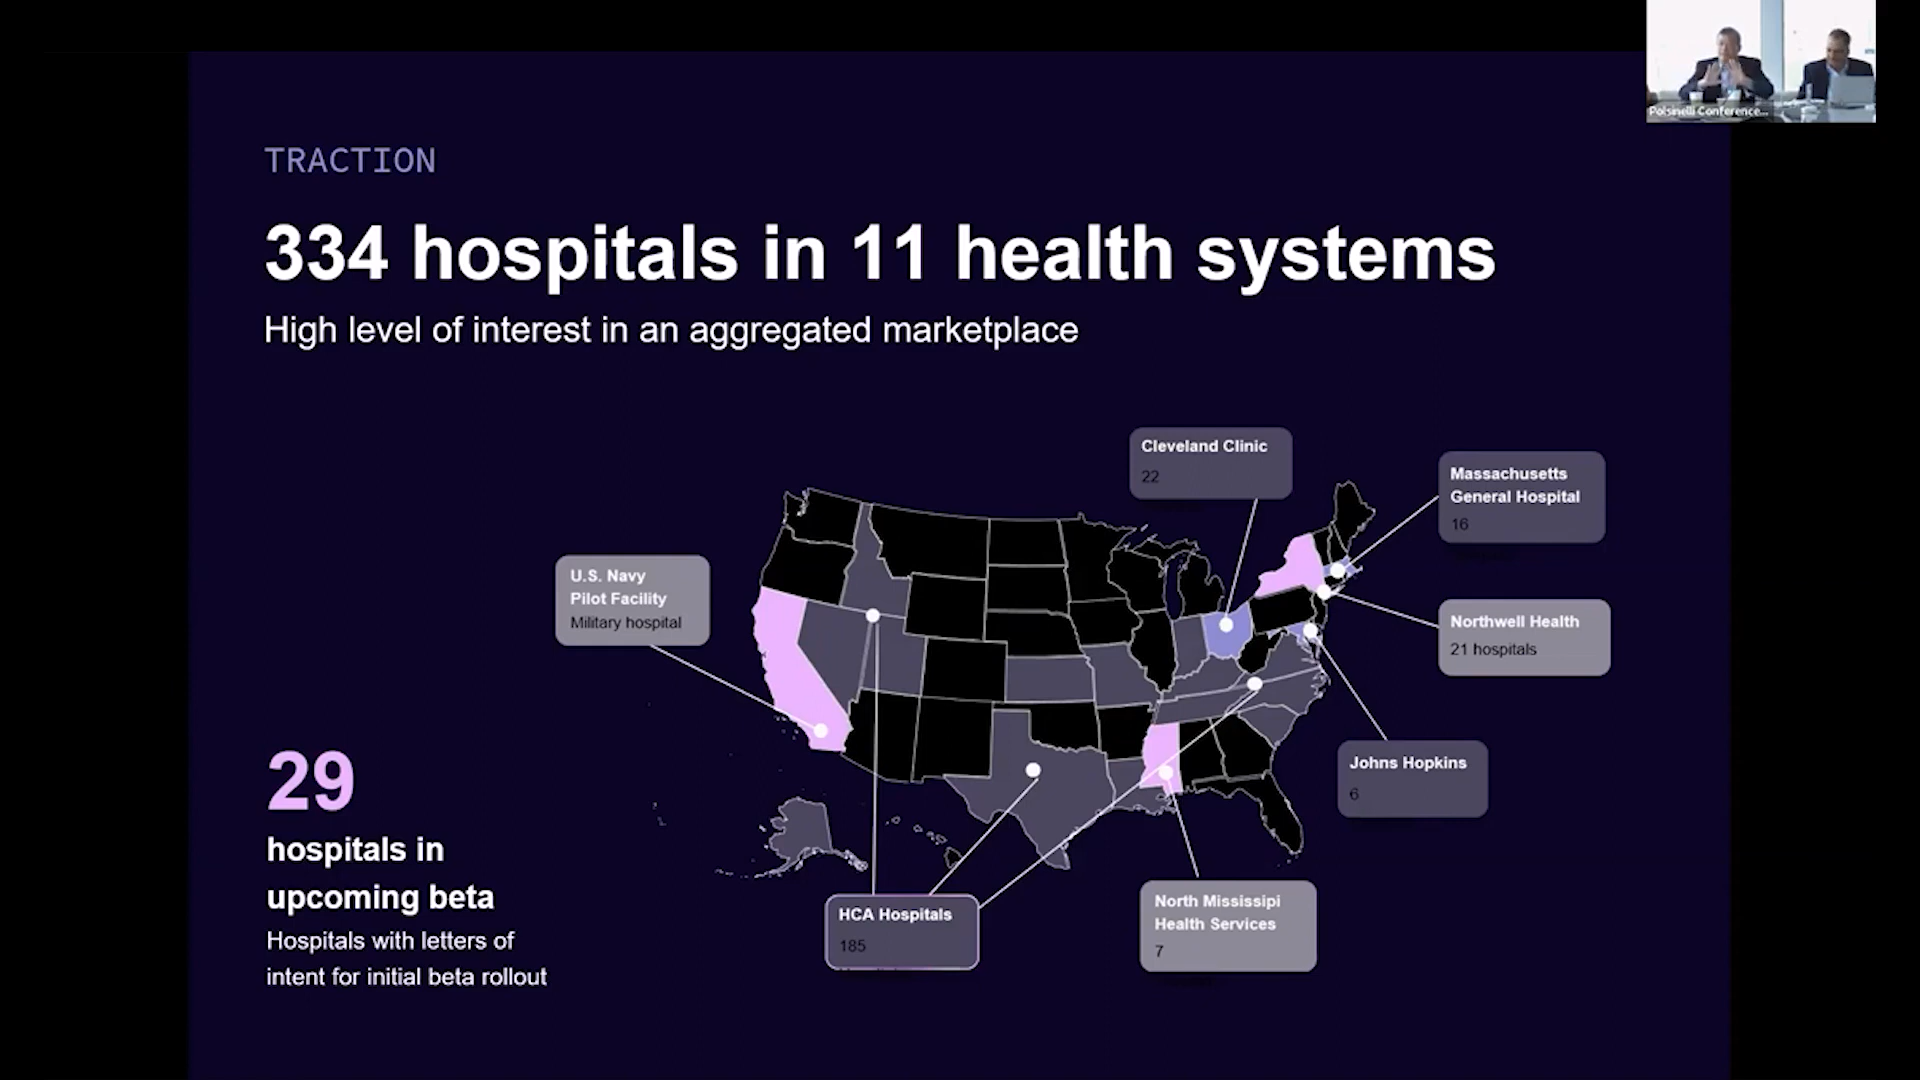 Polsinelli Conference...
TRACTION
334 hospitals in 11 health systems
High level of interest in an aggregated marketplace
Cleveland Clinic
22
Massachusetts
General Hospital
16
U.S. Navy
Pilot Facility
Military hospital
Northwell Health
21 hospitals
Johns Hopkins
6
29
hospitals in
upcoming beta
Hospitals with letters of
intent for initial beta rollout
HCA Hospitals
185
North Mississipi
Health Services
7